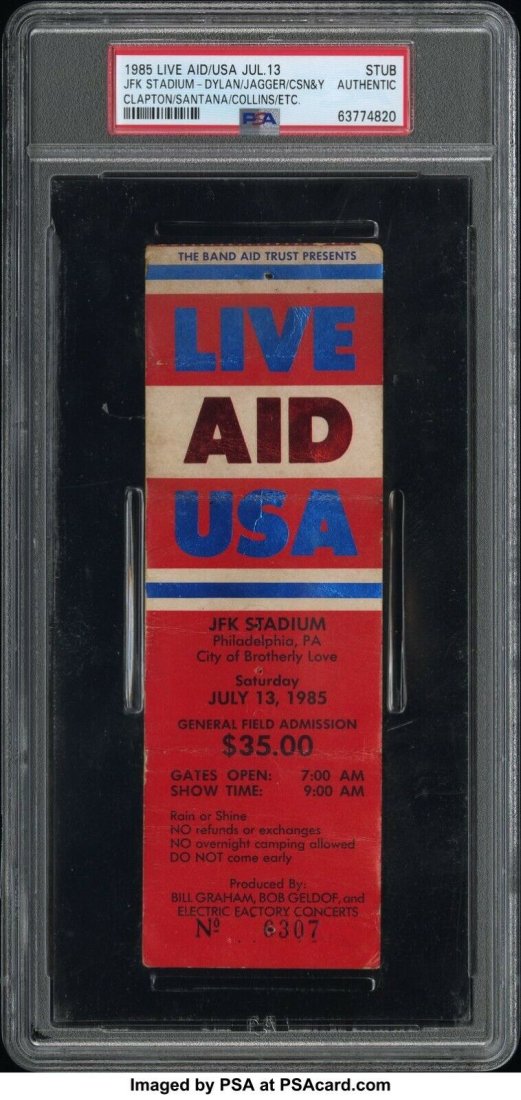 1985 LIVE AID/USA JUL.13 STUB
JFK STADIUM - DYLAN/JAGGER/CSN&Y AUTHENTIC
CLAPTON/SANTANA/COLLINS/ETC.
PSA 63774820
THE BAND AID TRUST PRESENTS
LIVE
AID
USA
JFK STADIUM
Philadelphia, PA
City of Brotherly Love
Saturday
JULY 13, 1985
GENERAL FIELD ADMISSION
$35.00
GATES OPEN: 7:00 AM
SHOW TIME: 9:00 AM
Rain or Shine
NO refunds or exchanges
NO overnight camping allowed
DO NOT come early
Produced By:
BILL GRAHAM, BOB GELDOF, and
ELECTRIC FACTORY CONCERTS
Nº 6307
PSA
Imaged by PSA at PSAcard.com